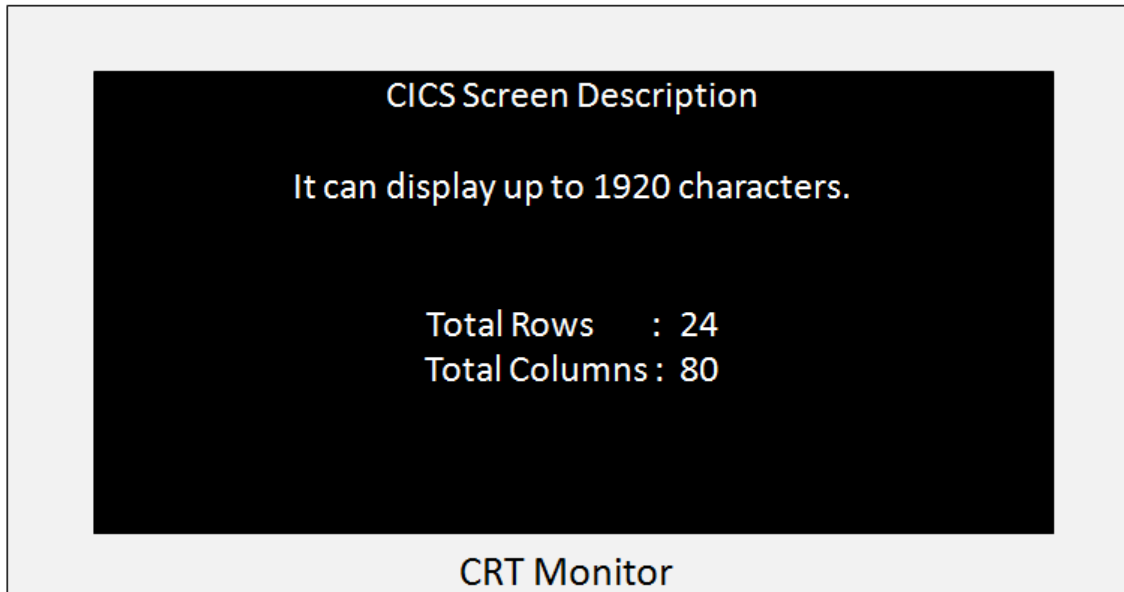 CICS Screen Description
It can display up to 1920 characters.
Total Rows : 24
Total Columns : 80
CRT Monitor